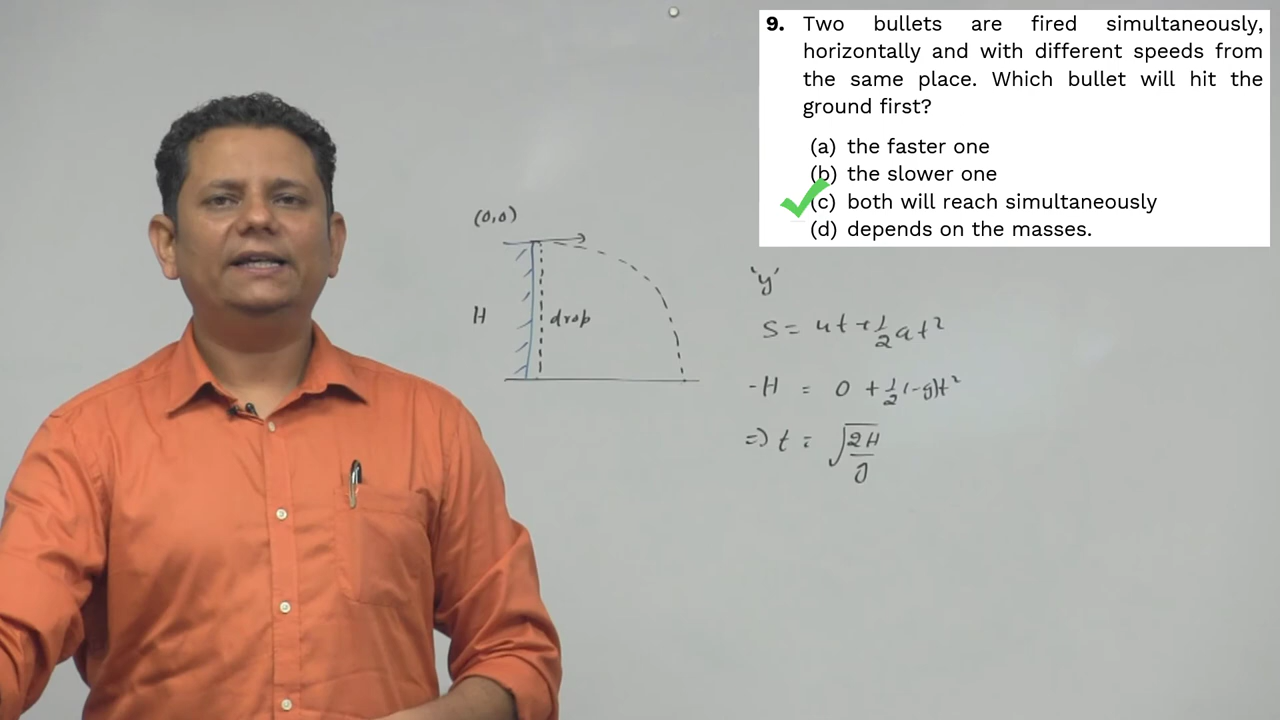 9. Two bullets are fired simultaneously,
horizontally and with different speeds from
the same place. Which bullet will hit the
ground first?
(a) the faster one
(b) the slower one
(c) both will reach simultaneously
(d) depends on the masses.
(0,0)
H
drop
'y'
S = ut + 1/2 at²
-H = 0 + 1/2 (-g)t²
=) t = √2H/g